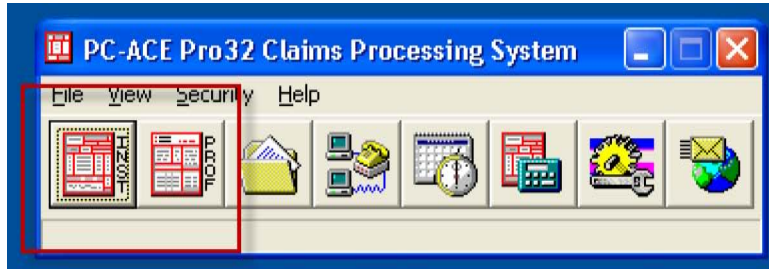 PC-ACE Pro32 Claims Processing System
File View Security Help
INST PROF